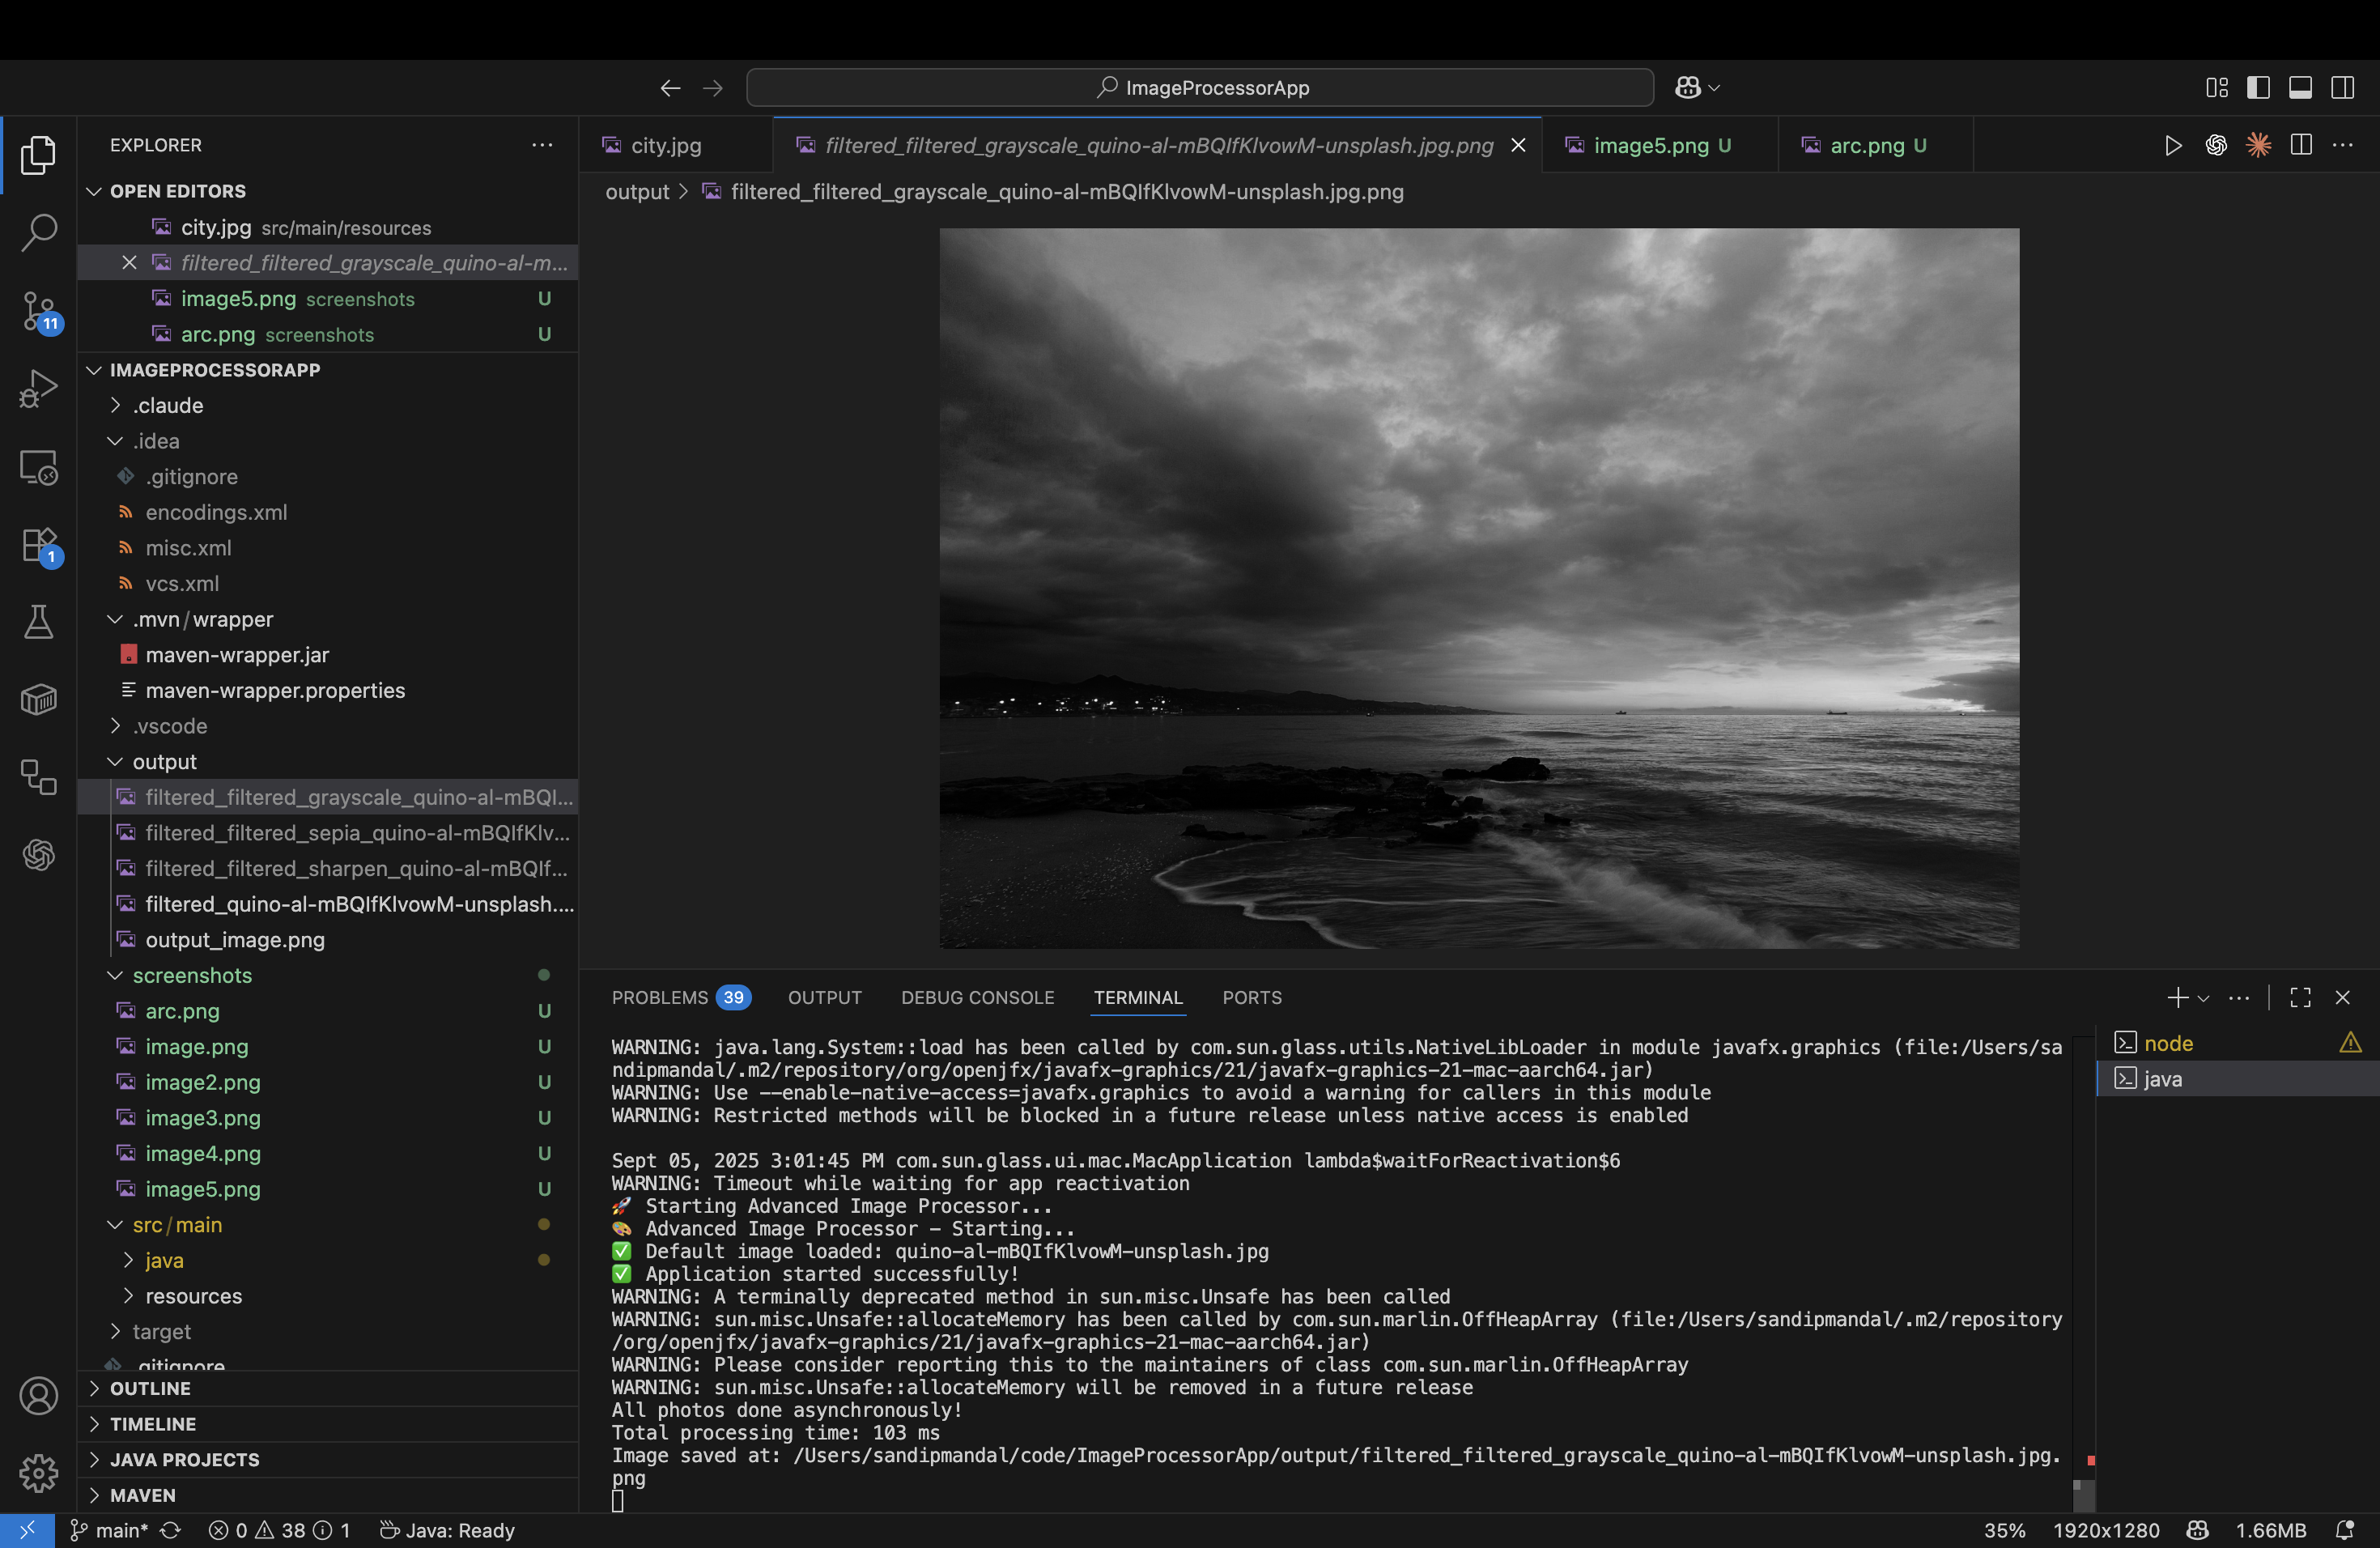 ImageProcessorApp
EXPLORER
OPEN EDITORS
city.jpg src/main/resources
filtered_filtered_grayscale_quino-al-m...
image5.png screenshots U
arc.png screenshots U
IMAGEPROCESSORAPP
.claude
.idea
.gitignore
encodings.xml
misc.xml
vcs.xml
.mvn/wrapper
maven-wrapper.jar
maven-wrapper.properties
.vscode
output
filtered_filtered_grayscale_quino-al-mBQI...
filtered_filtered_sepia_quino-al-mBQIfKlv...
filtered_filtered_sharpen_quino-al-mBQIf...
filtered_quino-al-mBQIfKlvowM-unsplash....
output_image.png
screenshots
arc.png U
image.png U
image2.png U
image3.png U
image4.png U
image5.png U
src/main
java
resources
target
.gitignore
OUTLINE
TIMELINE
JAVA PROJECTS
MAVEN
11
1
city.jpg
filtered_filtered_grayscale_quino-al-mBQIfKlvowM-unsplash.jpg.png
image5.png U
arc.png U
output > filtered_filtered_grayscale_quino-al-mBQIfKlvowM-unsplash.jpg.png
PROBLEMS 39 OUTPUT DEBUG CONSOLE TERMINAL PORTS
WARNING: java.lang.System::load has been called by com.sun.glass.utils.NativeLibLoader in module javafx.graphics (file:/Users/sa
ndipmandal/.m2/repository/org/openjfx/javafx-graphics/21/javafx-graphics-21-mac-aarch64.jar)
WARNING: Use --enable-native-access=javafx.graphics to avoid a warning for callers in this module
WARNING: Restricted methods will be blocked in a future release unless native access is enabled
Sept 05, 2025 3:01:45 PM com.sun.glass.ui.mac.MacApplication lambda$waitForReactivation$6
WARNING: Timeout while waiting for app reactivation
🚀 Starting Advanced Image Processor...
🎨 Advanced Image Processor - Starting...
✅ Default image loaded: quino-al-mBQIfKlvowM-unsplash.jpg
✅ Application started successfully!
WARNING: A terminally deprecated method in sun.misc.Unsafe has been called
WARNING: sun.misc.Unsafe::allocateMemory has been called by com.sun.marlin.OffHeapArray (file:/Users/sandipmandal/.m2/repository
/org/openjfx/javafx-graphics/21/javafx-graphics-21-mac-aarch64.jar)
WARNING: Please consider reporting this to the maintainers of class com.sun.marlin.OffHeapArray
WARNING: sun.misc.Unsafe::allocateMemory will be removed in a future release
All photos done asynchronously!
Total processing time: 103 ms
Image saved at: /Users/sandipmandal/code/ImageProcessorApp/output/filtered_filtered_grayscale_quino-al-mBQIfKlvowM-unsplash.jpg.
png
node
java
main* 0 38 1 Java: Ready
35% 1920x1280 1.66MB